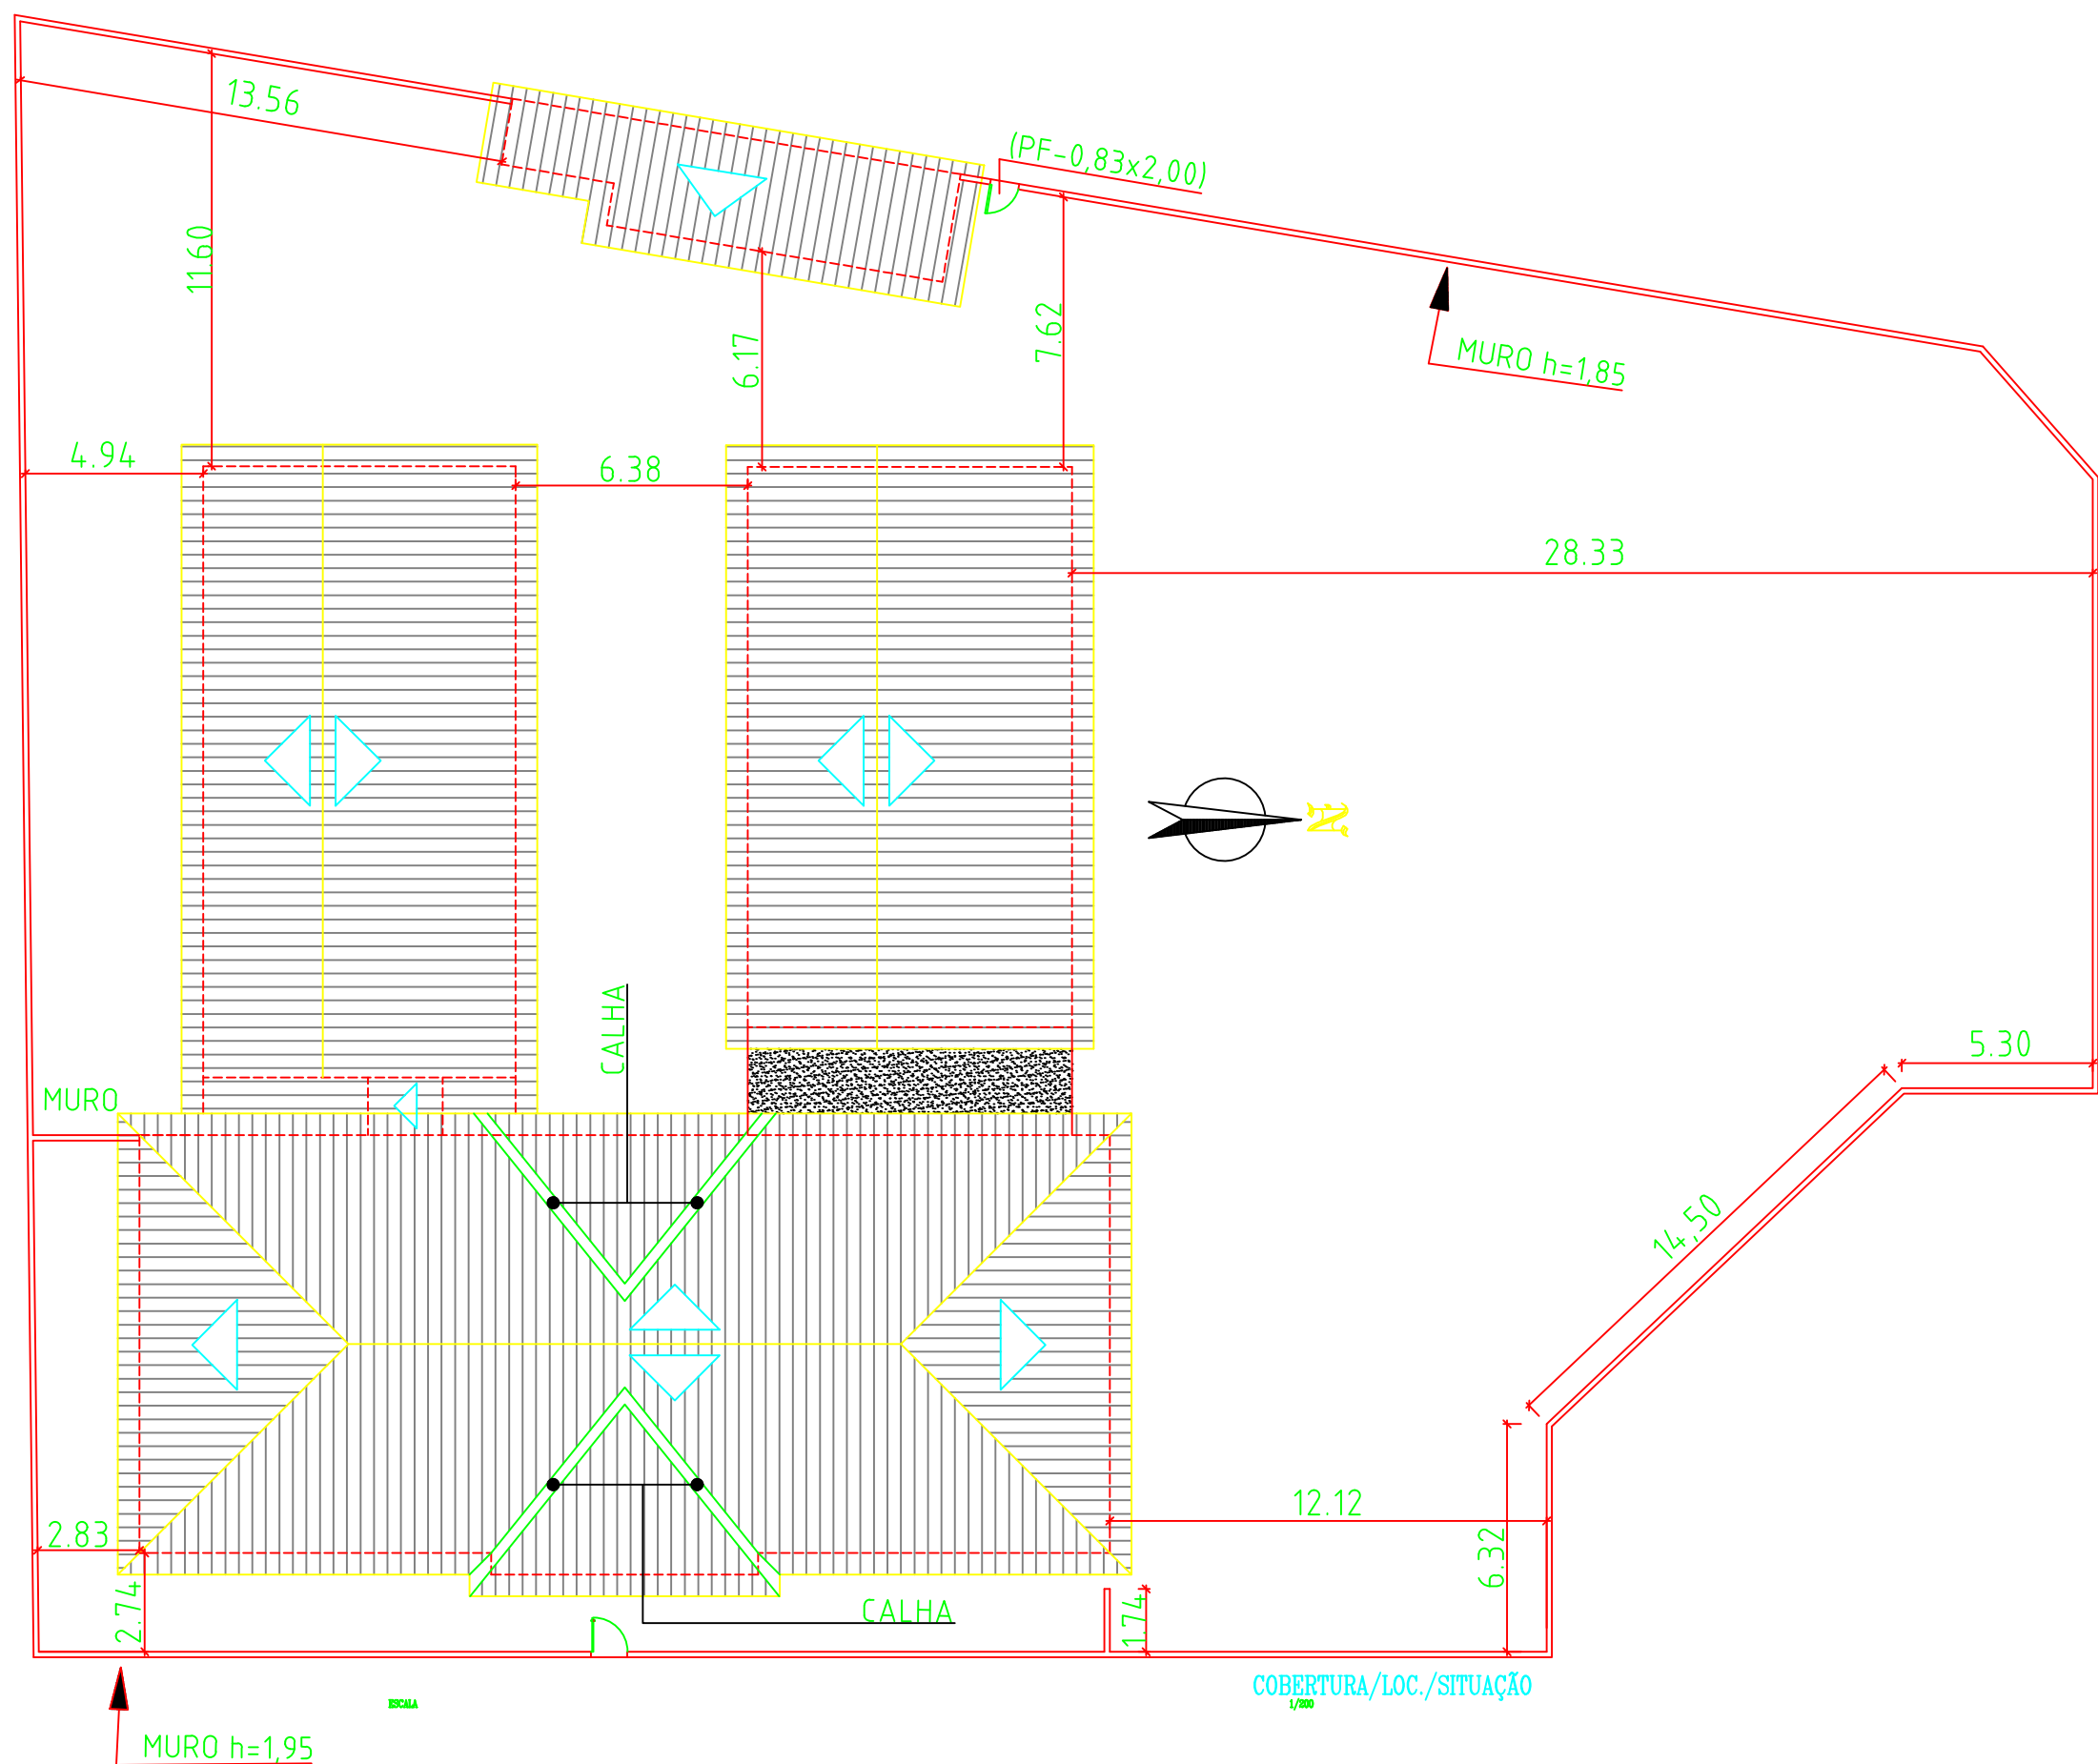 13.56
(PF-0,83x2,00)
11.60
6.17
7.62
MURO h=1,85
4.94
6.38
28.33
N
CALHA
MURO
5.30
14,50
2.83
12.12
6.32
2.74
CALHA
1.74
COBERTURA/LOC./SITUAÇÃO
ESCALA
1/200
MURO h=1,95